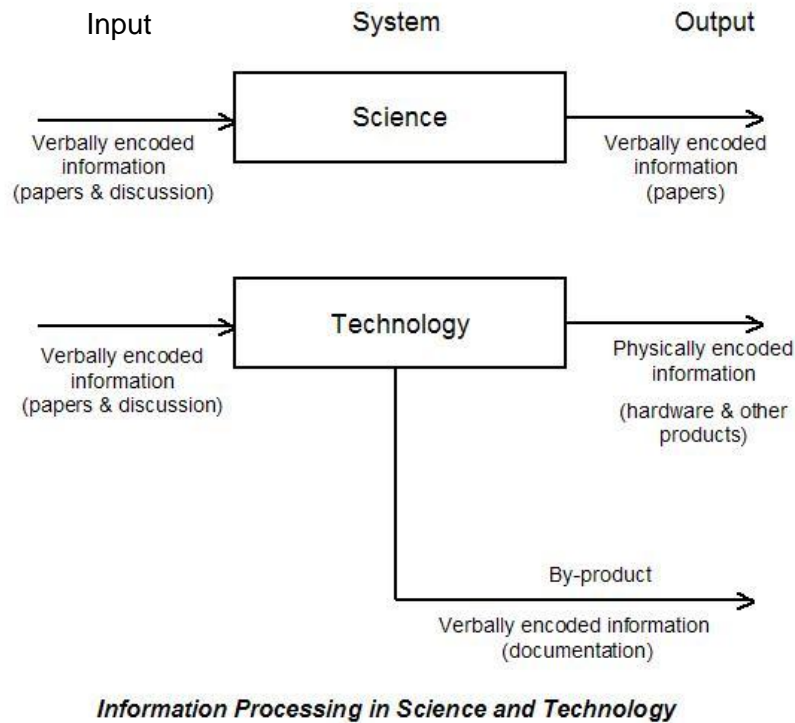 Input
System
Output
Science
Verbally encoded
information
(papers & discussion)
Verbally encoded
information
(papers)
Technology
Verbally encoded
information
(papers & discussion)
Physically encoded
information
(hardware & other
products)
By-product
Verbally encoded information
(documentation)
Information Processing in Science and Technology